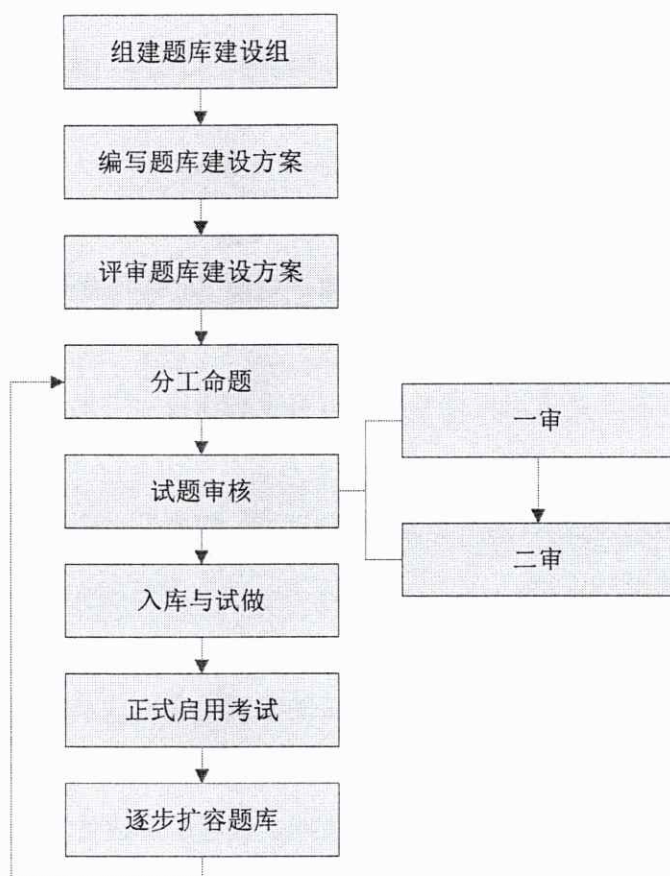 组建题库建设组
编写题库建设方案
评审题库建设方案
分工命题
一审
试题审核
二审
入库与试做
正式启用考试
逐步扩容题库